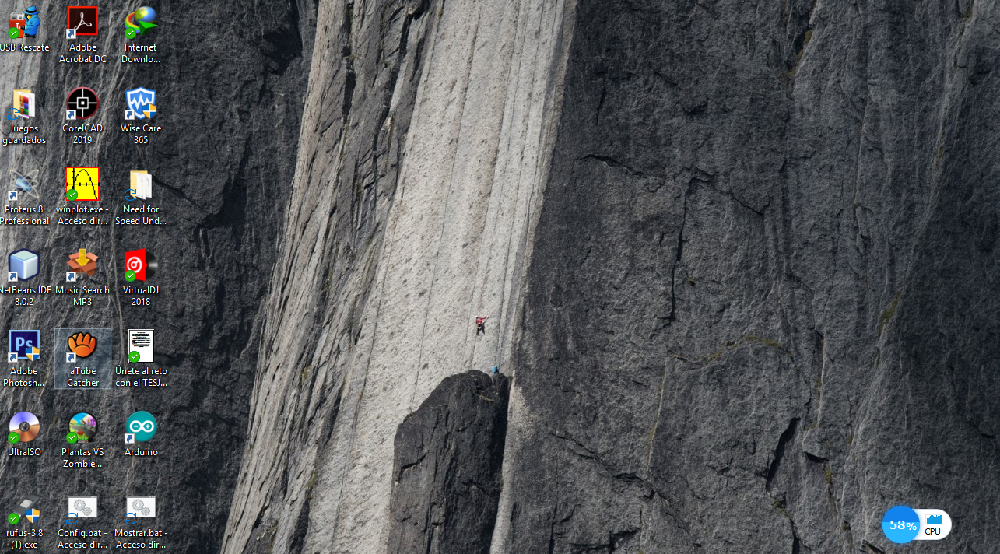 USB Rescate
Adobe
Acrobat DC
Internet
Downlo...
Juegos
guardados
CorelCAD
2019
Wise Care
365
Proteus 8
Professional
winplot.exe -
Acceso dir...
Need for
Speed Und...
NetBeans IDE
8.0.2
MP3
Music Search
MP3
VirtualDJ
2018
Ps
Adobe
Photosh...
aTube
Catcher
Únete al reto
con el TESJ...
UltraISO
Plantas VS
Zombie...
Arduino
rufus-3.8
(1).exe
Config.bat -
Acceso dir...
Mostrar.bat -
Acceso dir...
58%
CPU